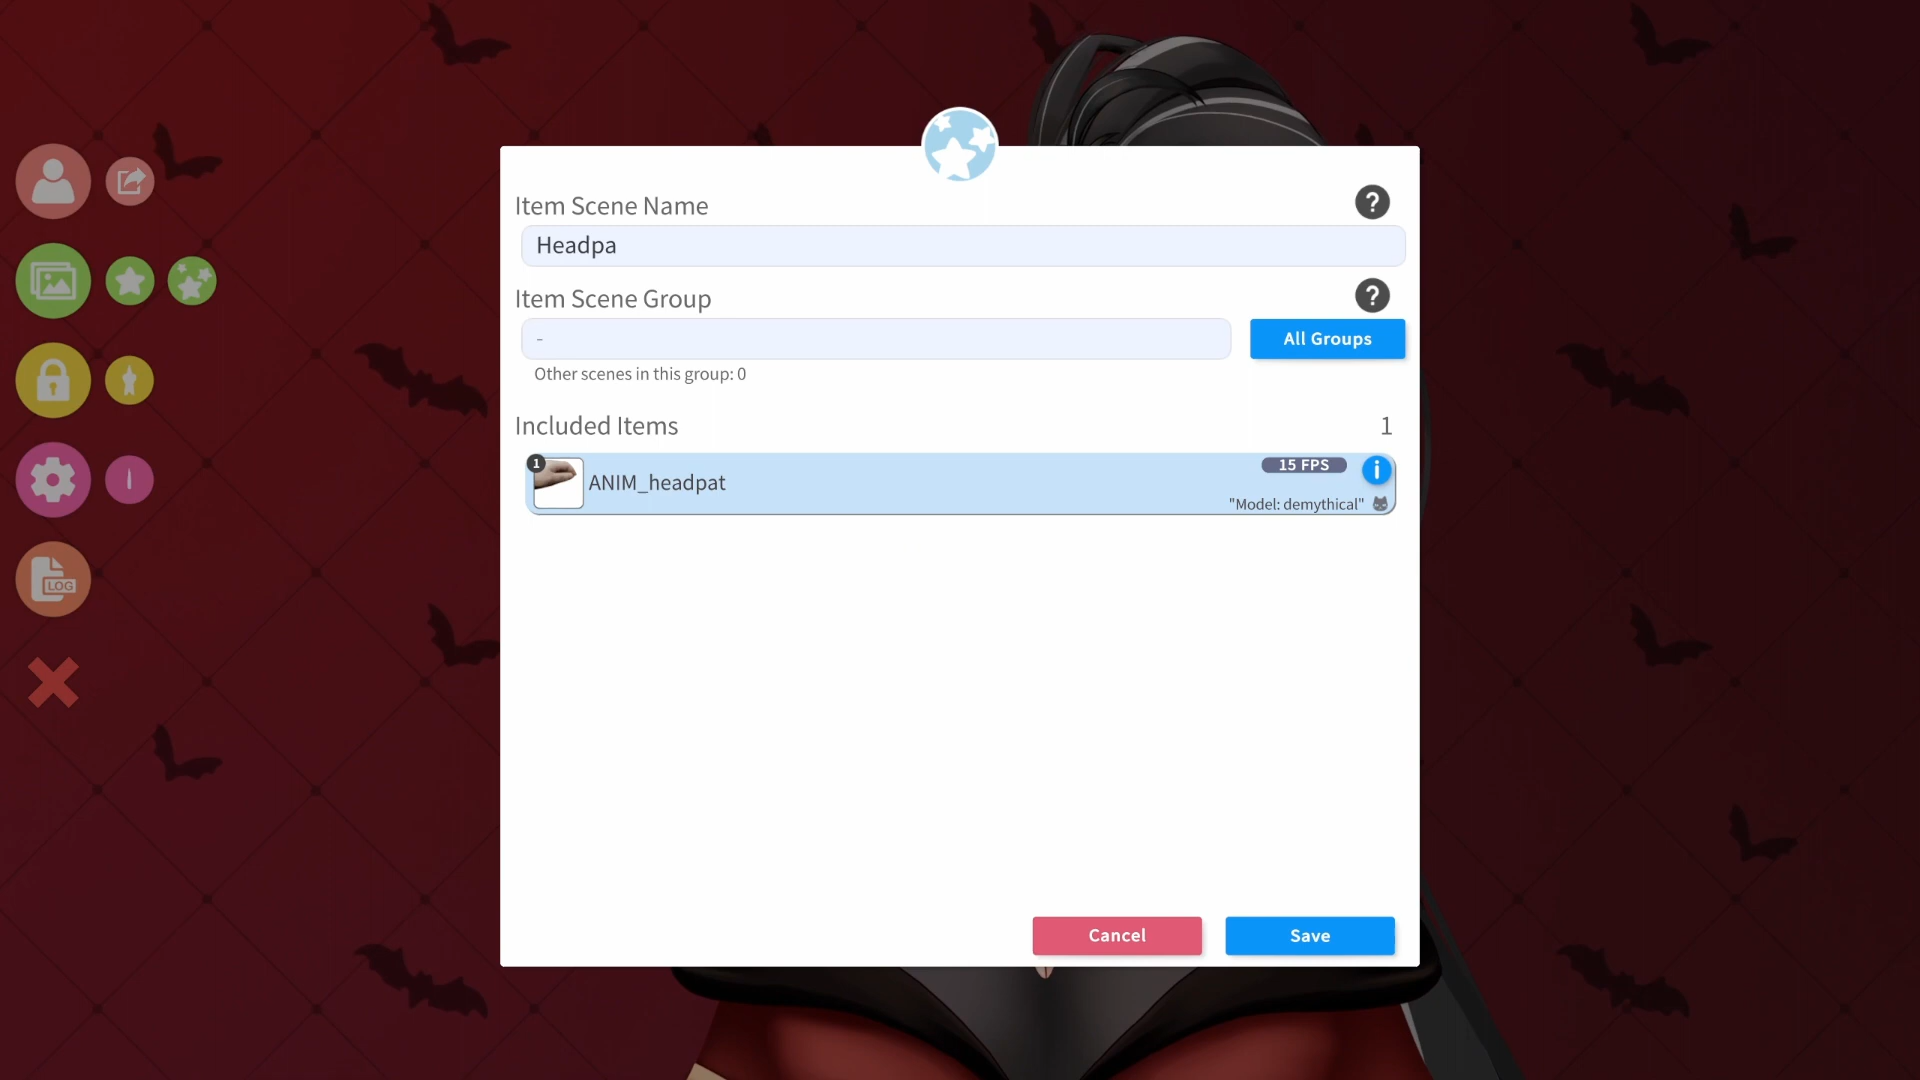 Item Scene Name
?
Headpa
Item Scene Group
?
-
All Groups
Other scenes in this group: 0
Included Items
1
1
ANIM_headpat
15 FPS
i
"Model: demythical"
LOG
Cancel
Save